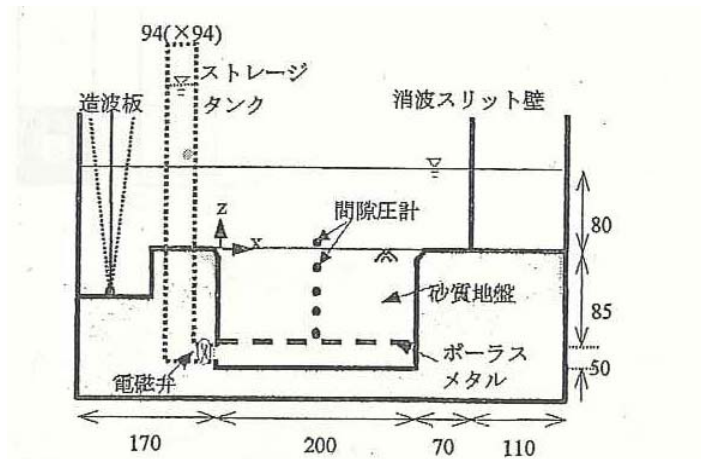 94(×94)
ストレージ
タンク
造波板
消波スリット壁
間隙圧計
z
x
80
砂質地盤
85
ポーラス
メタル
50
電磁弁
170
200
70
110